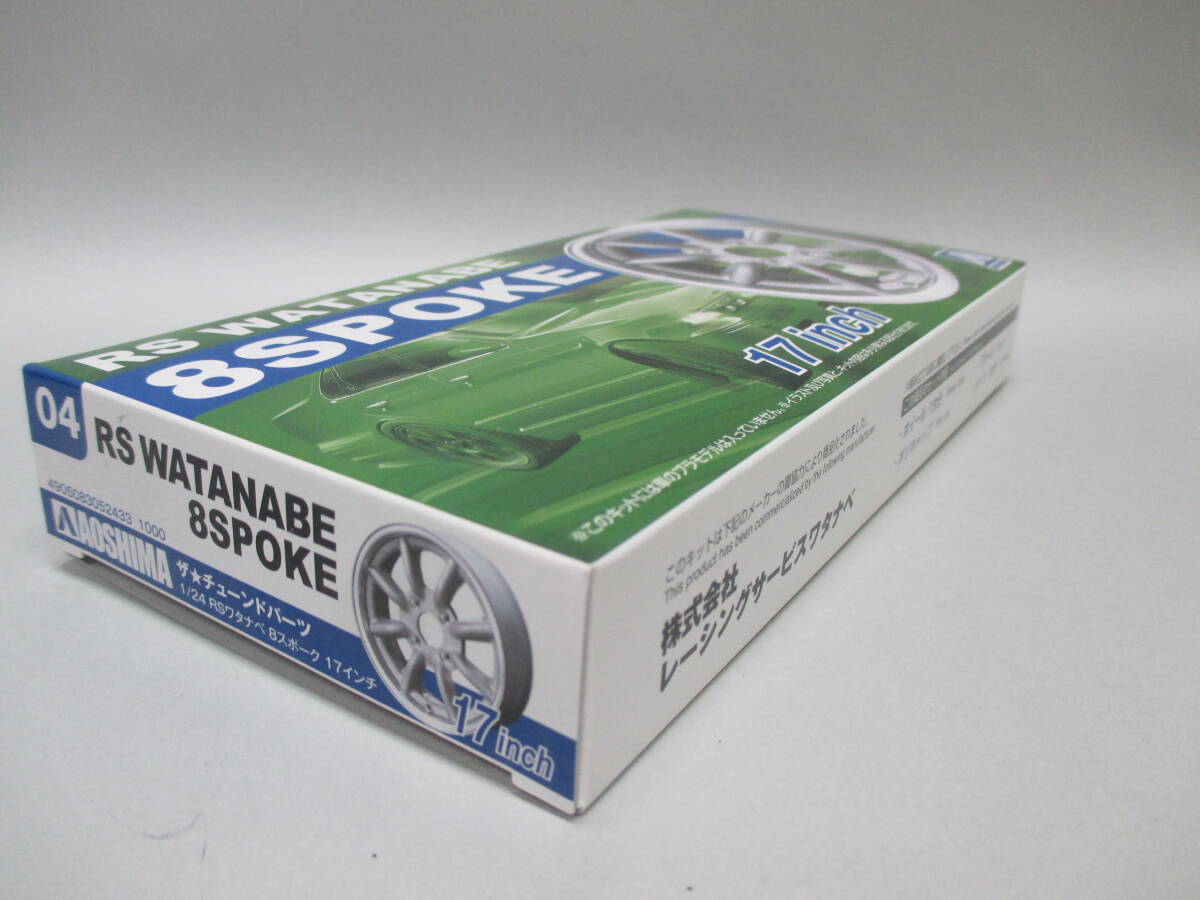 RS WATANABE
8SPOKE
17 inch
※このキットには車のプラモデルは入っていません。
04
RS WATANABE
8SPOKE
4905083052433 1000
AOSHIMA
ザ★チューンドパーツ
1/24 RSワタナベ 8スポーク 17インチ
17 inch
このキットは下記のメーカーの御協力により商品化されました。
This product has been commercialized by the following manufacturer.
株式会社
レーシングサービスワタナベ